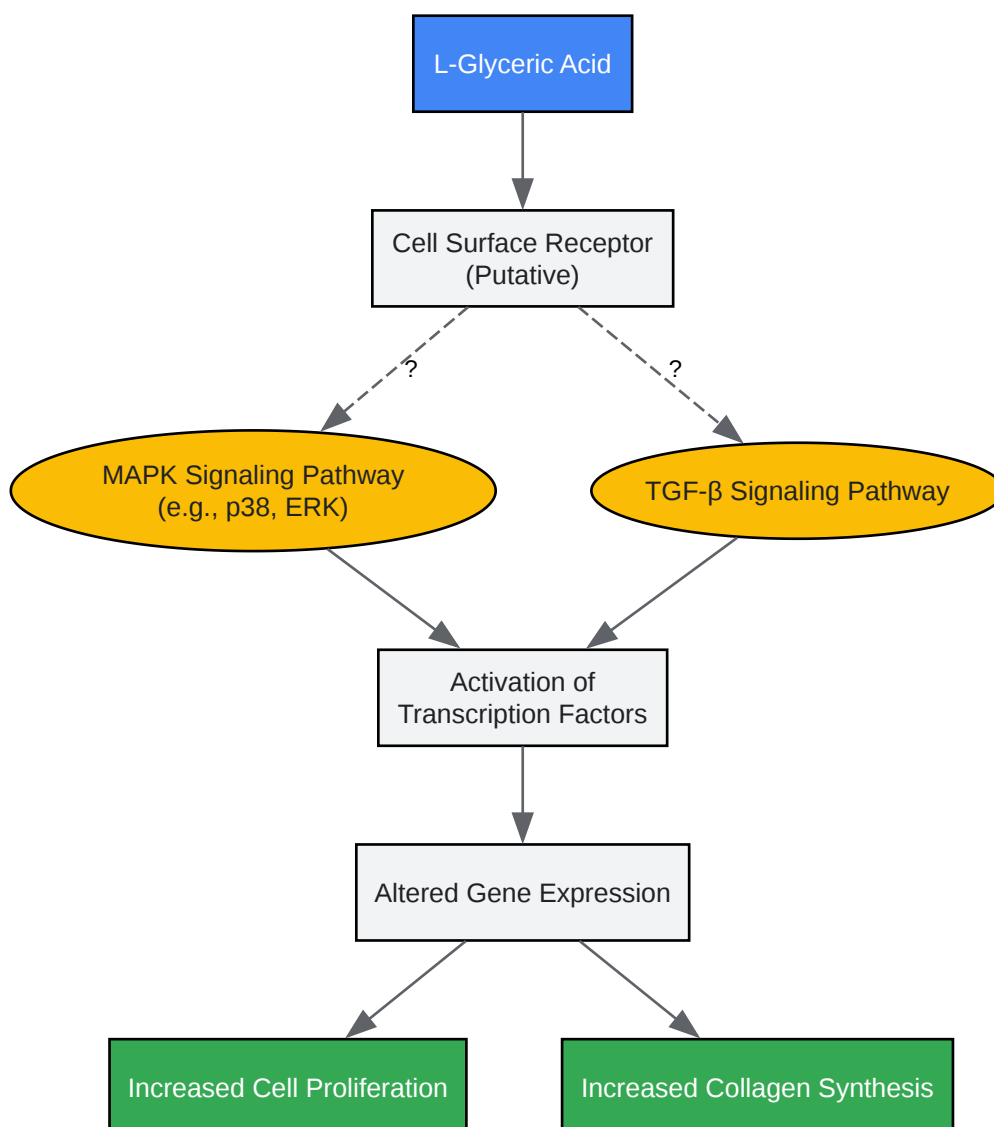 L-Glyceric Acid
Cell Surface Receptor
(Putative)
?
?
MAPK Signaling Pathway
(e.g., p38, ERK)
TGF-β Signaling Pathway
Activation of
Transcription Factors
Altered Gene Expression
Increased Cell Proliferation
Increased Collagen Synthesis